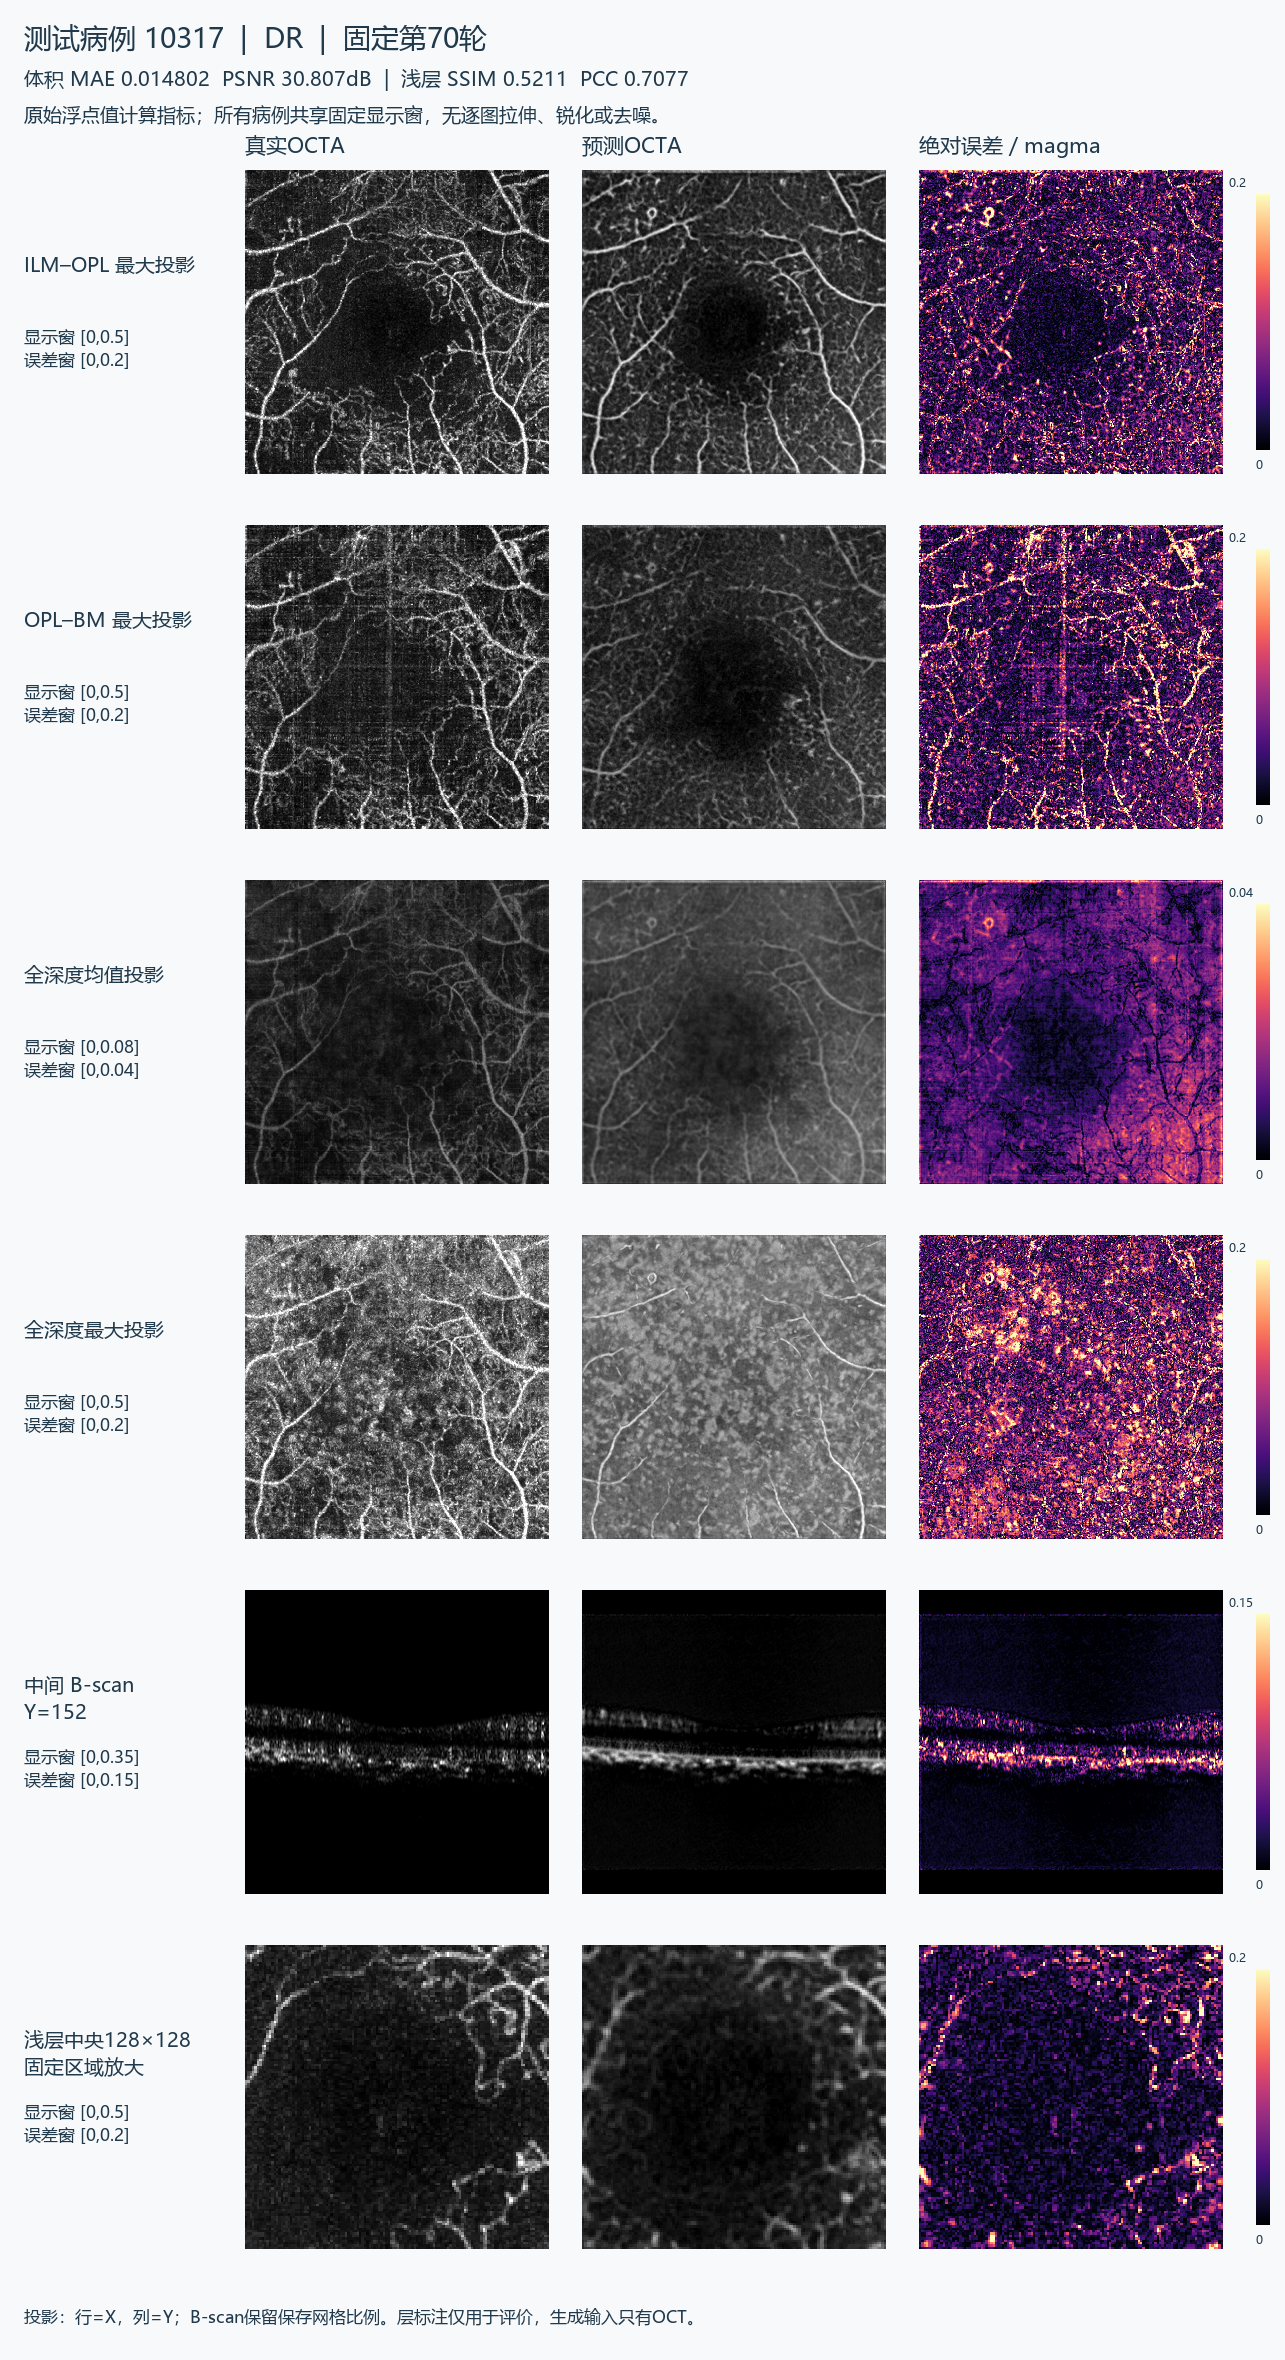 测试病例 10317 | DR | 固定第70轮
体积 MAE 0.014802 PSNR 30.807dB | 浅层 SSIM 0.5211 PCC 0.7077
原始浮点值计算指标；所有病例共享固定显示窗，无逐图拉伸、锐化或去噪。
真实OCTA 预测OCTA 绝对误差 / magma
0.2
ILM–OPL 最大投影
显示窗 [0,0.5]
误差窗 [0,0.2]
0
0.2
OPL–BM 最大投影
显示窗 [0,0.5]
误差窗 [0,0.2]
0
0.04
全深度均值投影
显示窗 [0,0.08]
误差窗 [0,0.04]
0
0.2
全深度最大投影
显示窗 [0,0.5]
误差窗 [0,0.2]
0
0.15
中间 B-scan
Y=152
显示窗 [0,0.35]
误差窗 [0,0.15]
0
0.2
浅层中央128×128
固定区域放大
显示窗 [0,0.5]
误差窗 [0,0.2]
0
投影：行=X，列=Y；B-scan保留保存网格比例。层标注仅用于评价，生成输入只有OCT。